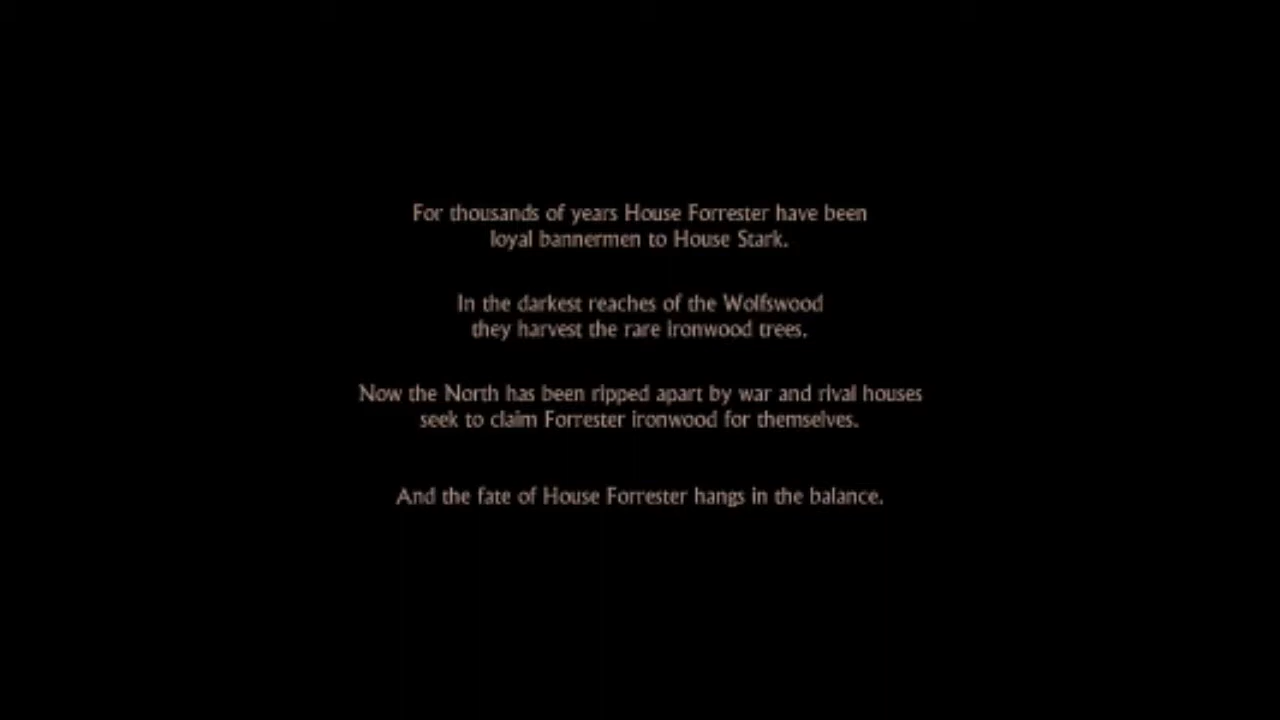 For thousands of years House Forrester have been
loyal bannermen to House Stark.
In the darkest reaches of the Wolfswood
they harvest the rare ironwood trees.
Now the North has been ripped apart by war and rival houses
seek to claim Forrester ironwood for themselves.
And the fate of House Forrester hangs in the balance.